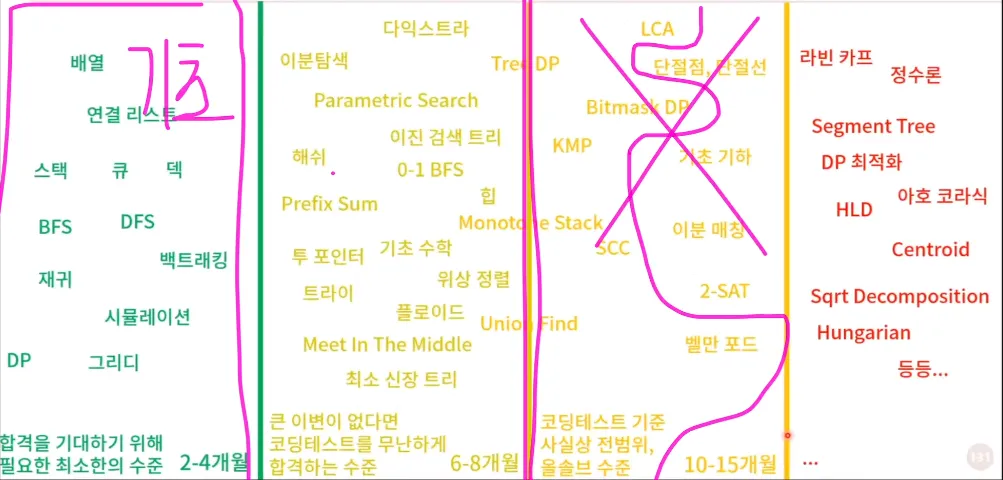 배열
기초
연결 리스트
스택 큐 덱
BFS DFS
백트래킹
재귀
시뮬레이션
DP 그리디
합격을 기대하기 위해
필요한 최소한의 수준 2-4개월
다익스트라
이분탐색
Tree DP
Parametric Search
이진 검색 트리
해쉬
0-1 BFS
힙
Prefix Sum
Monotone Stack
투 포인터 기초 수학
위상 정렬
트라이
플로이드
Union Find
Meet In The Middle
최소 신장 트리
큰 이변이 없다면
코딩테스트를 무난하게
합격하는 수준 6-8개월
LCA
단절점, 단절선
Bitmask DP
KMP
기초 기하
이분 매칭
SCC
2-SAT
벨만 포드
코딩테스트 기준
사실상 전범위,
올솔브 수준 10-15개월
라빈 카프
정수론
Segment Tree
DP 최적화
아호 코라식
HLD
Centroid
Sqrt Decomposition
Hungarian
등등...
...
131